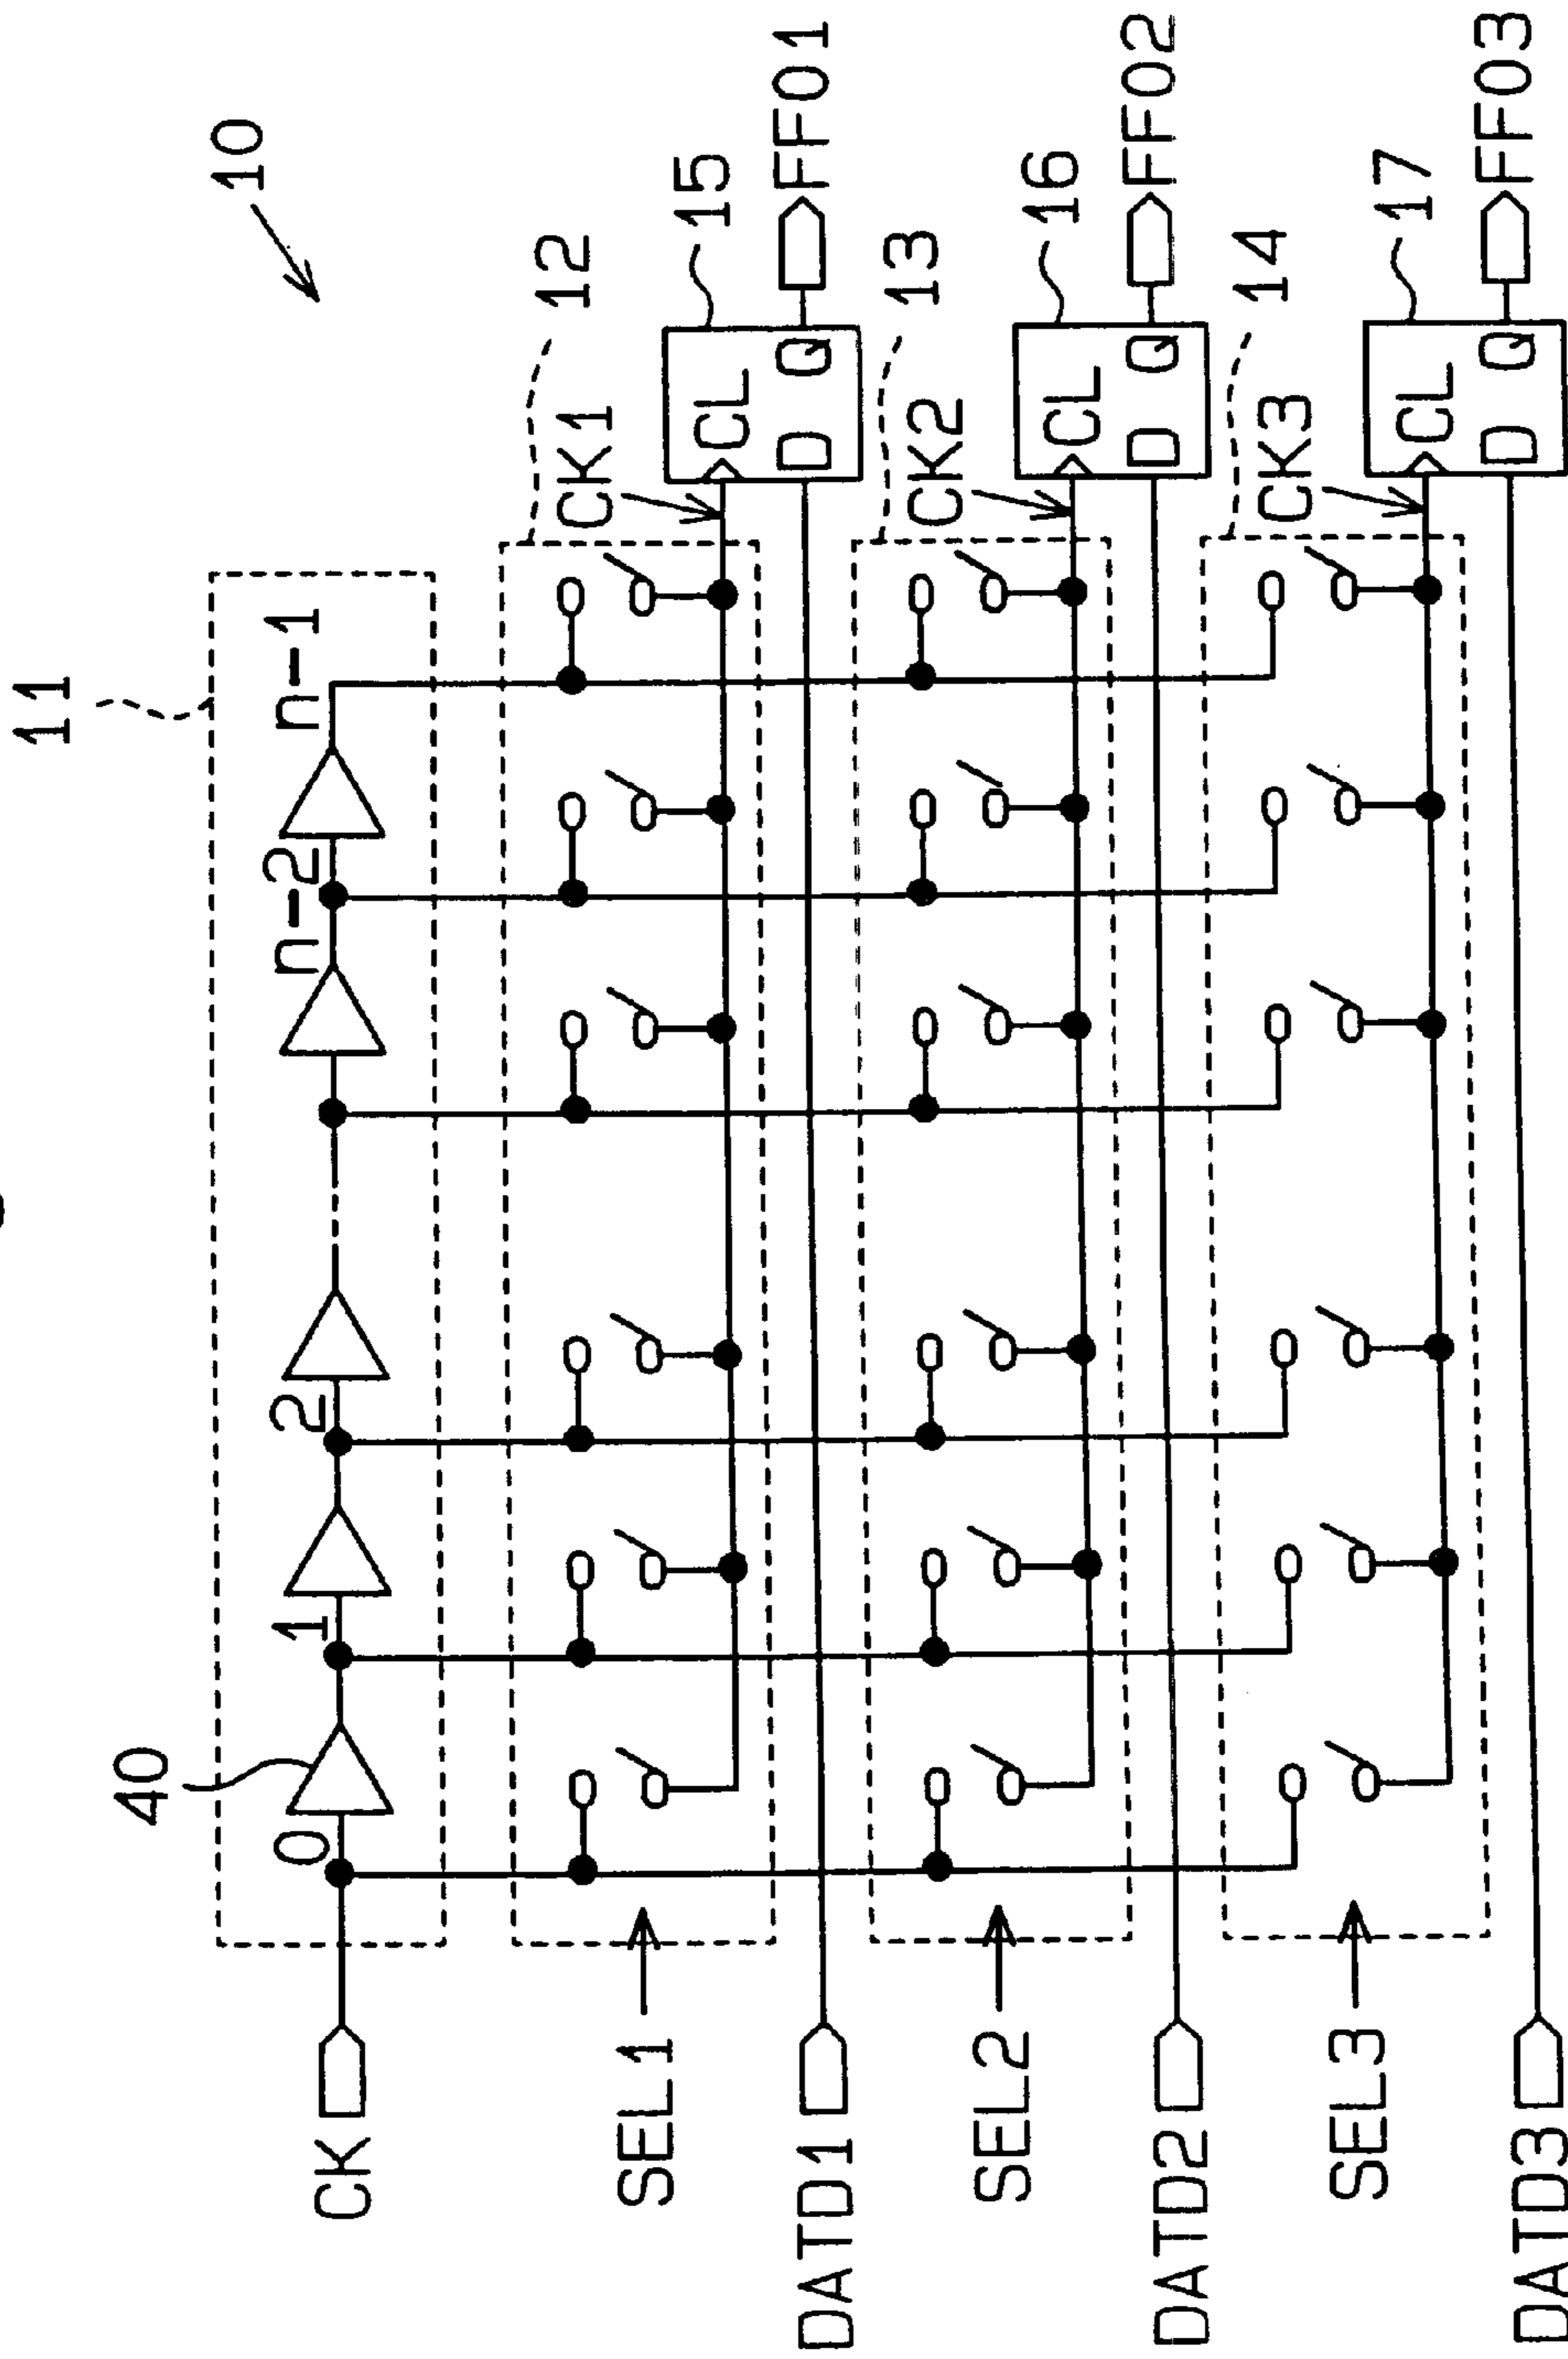 10
11
40
0
1
2
n-2
n-1
CK
12
CK1
SEL1
15
CL
D Q
FF01
DATD1
13
CK2
SEL2
16
CL
D Q
FF02
DATD2
14
CK3
SEL3
17
CL
D Q
FF03
DATD3